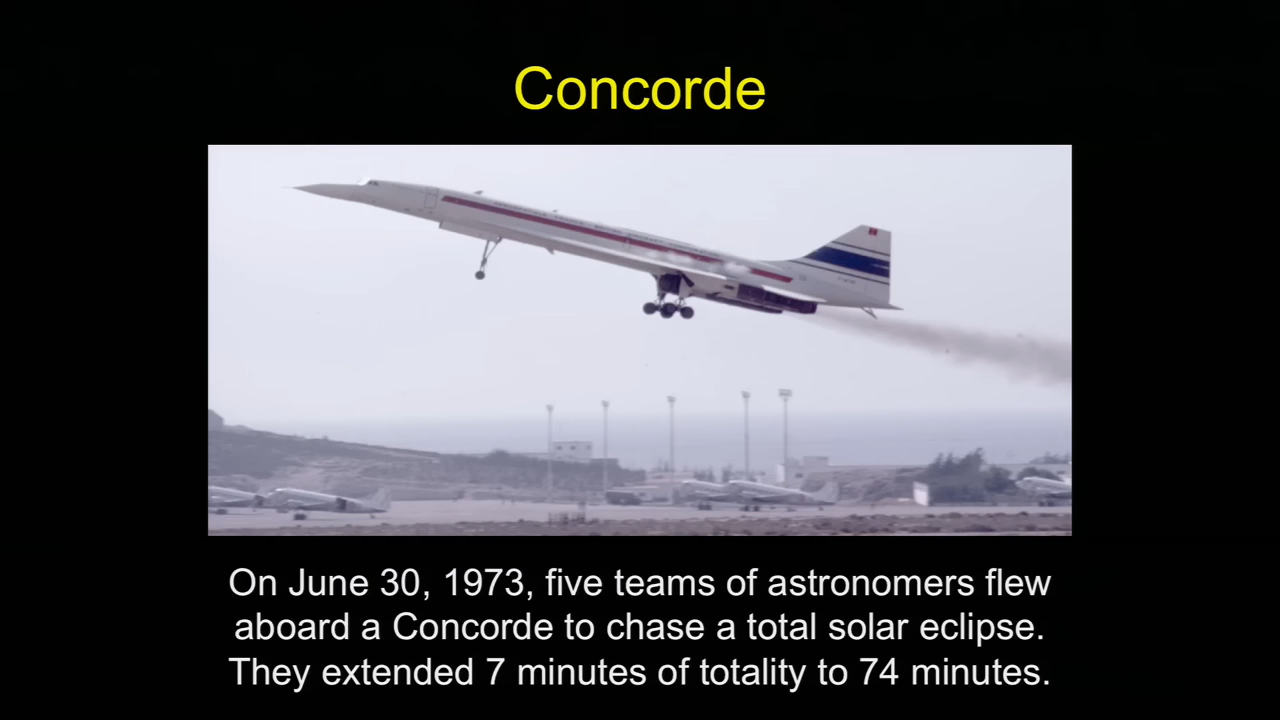 Concorde
On June 30, 1973, five teams of astronomers flew
aboard a Concorde to chase a total solar eclipse.
They extended 7 minutes of totality to 74 minutes.